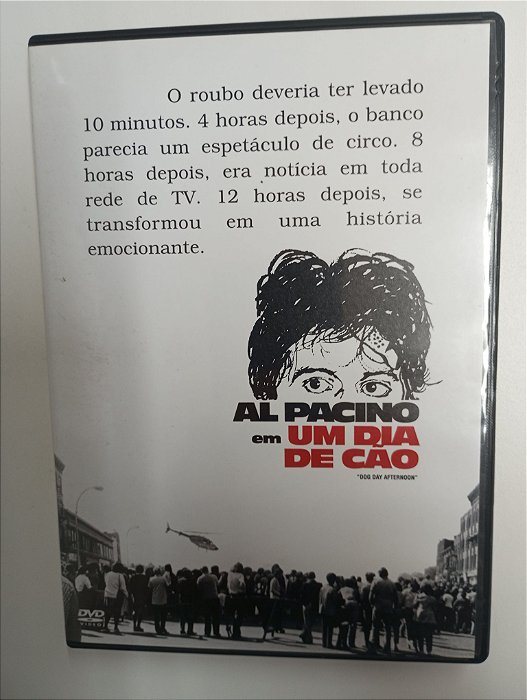 O roubo deveria ter levado
10 minutos. 4 horas depois, o banco
parecia um espetáculo de circo. 8
horas depois, era notícia em toda
rede de TV. 12 horas depois, se
transformou em uma história
emocionante.
AL PACINO
em UM DIA
DE CÃO
"DOG DAY AFTERNOON"
DVD
VIDEO